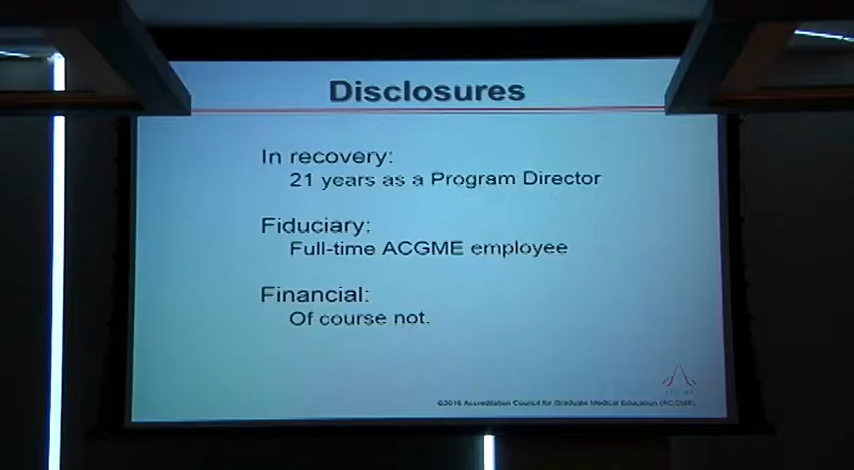 Disclosures
In recovery:
21 years as a Program Director
Fiduciary:
Full-time ACGME employee
Financial:
Of course not.
©2016 Accreditation Council for Graduate Medical Education (ACGME)